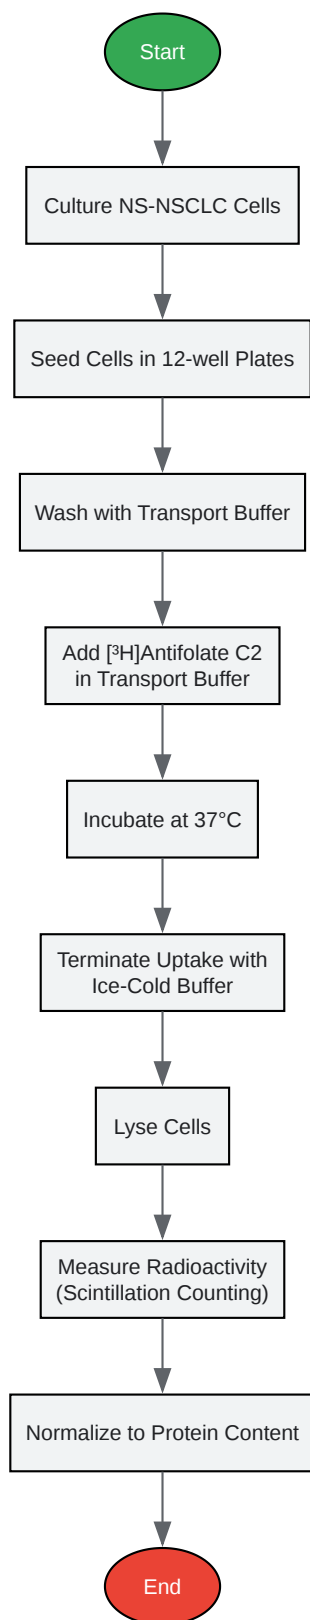 Start
Culture NS-NSCLC Cells
Seed Cells in 12-well Plates
Wash with Transport Buffer
Add [³H]Antifolate C2
in Transport Buffer
Incubate at 37°C
Terminate Uptake with
Ice-Cold Buffer
Lyse Cells
Measure Radioactivity
(Scintillation Counting)
Normalize to Protein Content
End